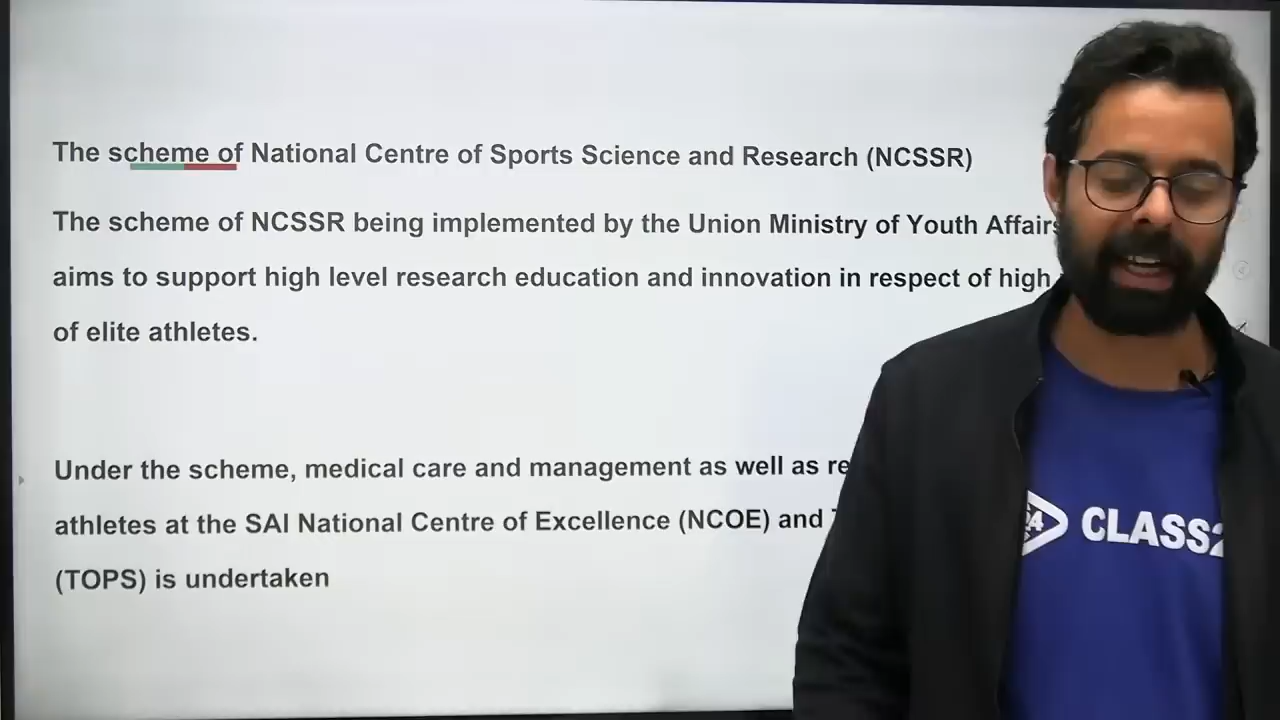 The scheme of National Centre of Sports Science and Research (NCSSR)
The scheme of NCSSR being implemented by the Union Ministry of Youth Affairs
aims to support high level research education and innovation in respect of high
of elite athletes.
Under the scheme, medical care and management as well as
athletes at the SAI National Centre of Excellence (NCOE) and
(TOPS) is undertaken
24 CLASS2